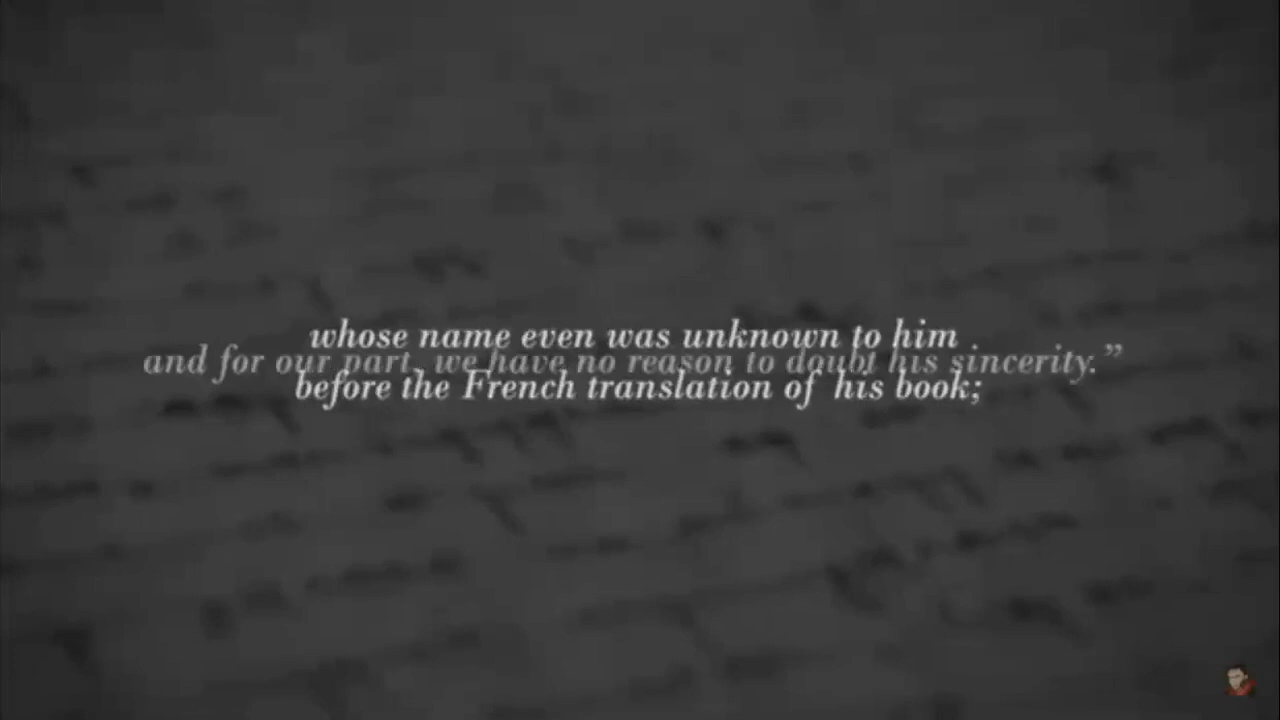 whose name even was unknown to him
before the French translation of his book;
and for our part, we have no reason to doubt his sincerity.”